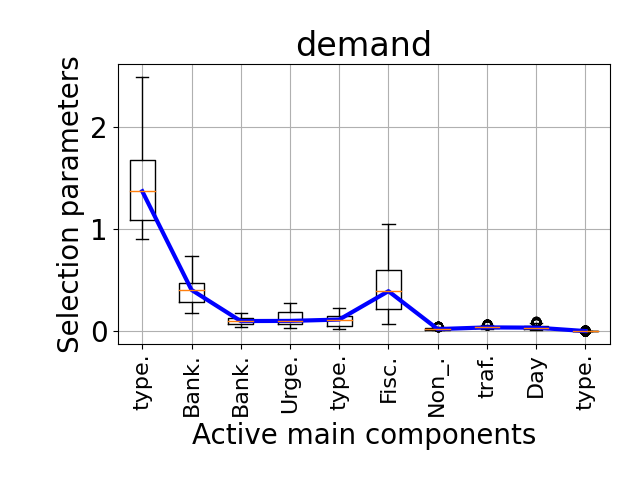 demand
Selection parameters
2
1
0
type.
Bank.
Bank.
Urge.
type.
Fisc.
Non_.
traf.
Day
type.
Active main components